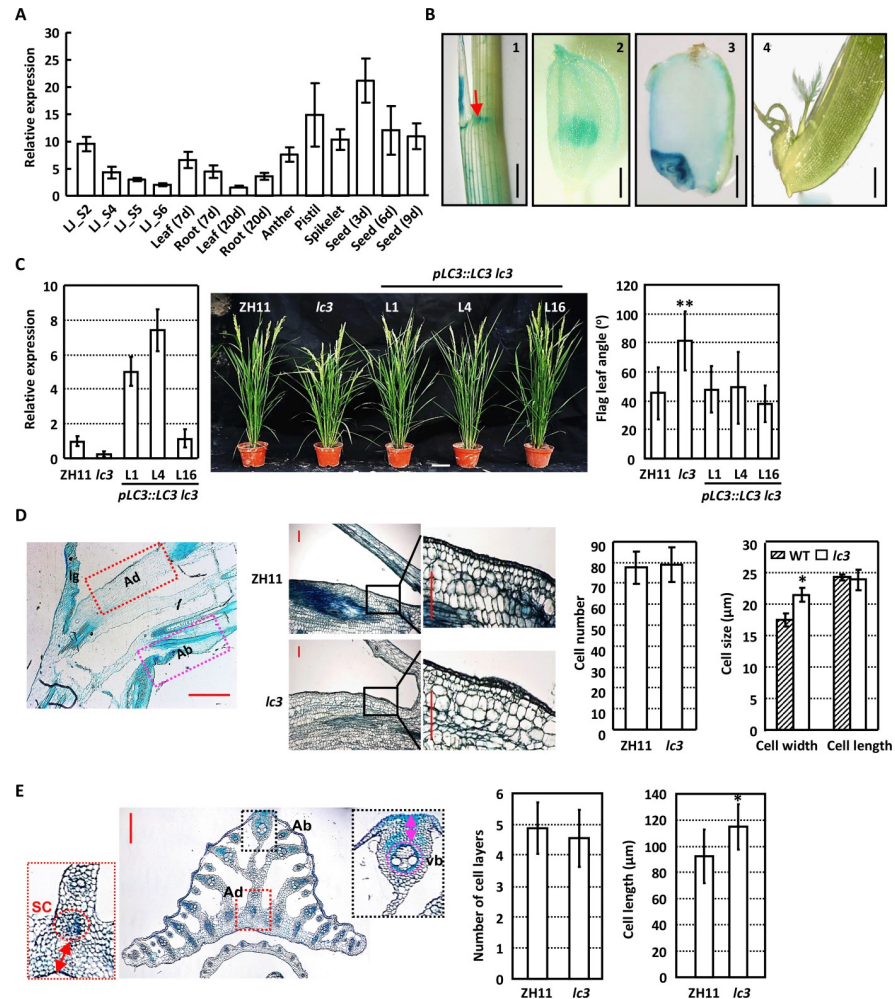 A
Relative expression
30
25
20
15
10
5
0
LJ_S2
LJ_S4
LJ_S5
LJ_S6
Leaf (7d)
Root (7d)
Leaf (20d)
Root (20d)
Anther
Pistil
Spikelet
Seed (3d)
Seed (6d)
Seed (9d)
B
1
2
3
4
C
Relative expression
10
8
6
4
2
0
ZH11 lc3 L1 L4 L16
pLC3::LC3 lc3
pLC3::LC3 lc3
ZH11 lc3 L1 L4 L16
Flag leaf angle (°)
120
100
80
60
40
20
0
**
ZH11 lc3 L1 L4 L16
pLC3::LC3 lc3
D
lg
Ad
l
Ab
ZH11
lc3
Cell number
90
80
70
60
50
40
30
20
10
0
ZH11 lc3
Cell size (μm)
30
25
20
15
10
5
0
WT lc3
*
Cell width Cell length
E
SC
Ab
Ad
vb
Number of cell layers
6
5
4
3
2
1
0
ZH11 lc3
Cell length (μm)
140
120
100
80
60
40
20
0
*
ZH11 lc3